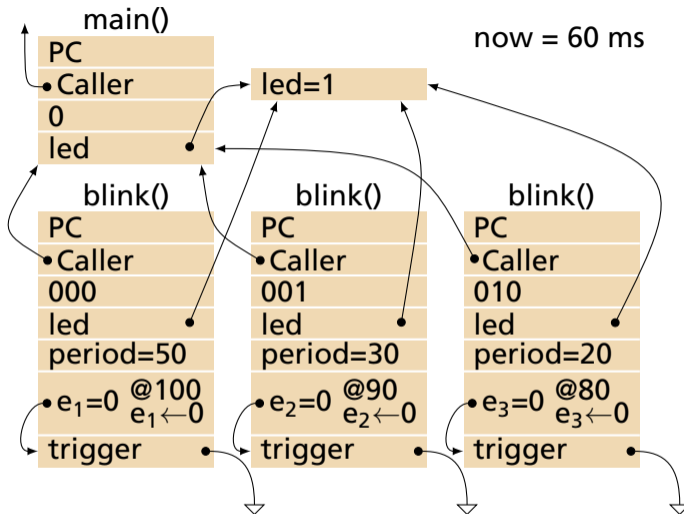 main()
PC
Caller
0
led
led=1
now = 60 ms
blink()
PC
Caller
000
led
period=50
e₁=0 @100
e₁←0
trigger
blink()
PC
Caller
001
led
period=30
e₂=0 @90
e₂←0
trigger
blink()
PC
Caller
010
led
period=20
e₃=0 @80
e₃←0
trigger